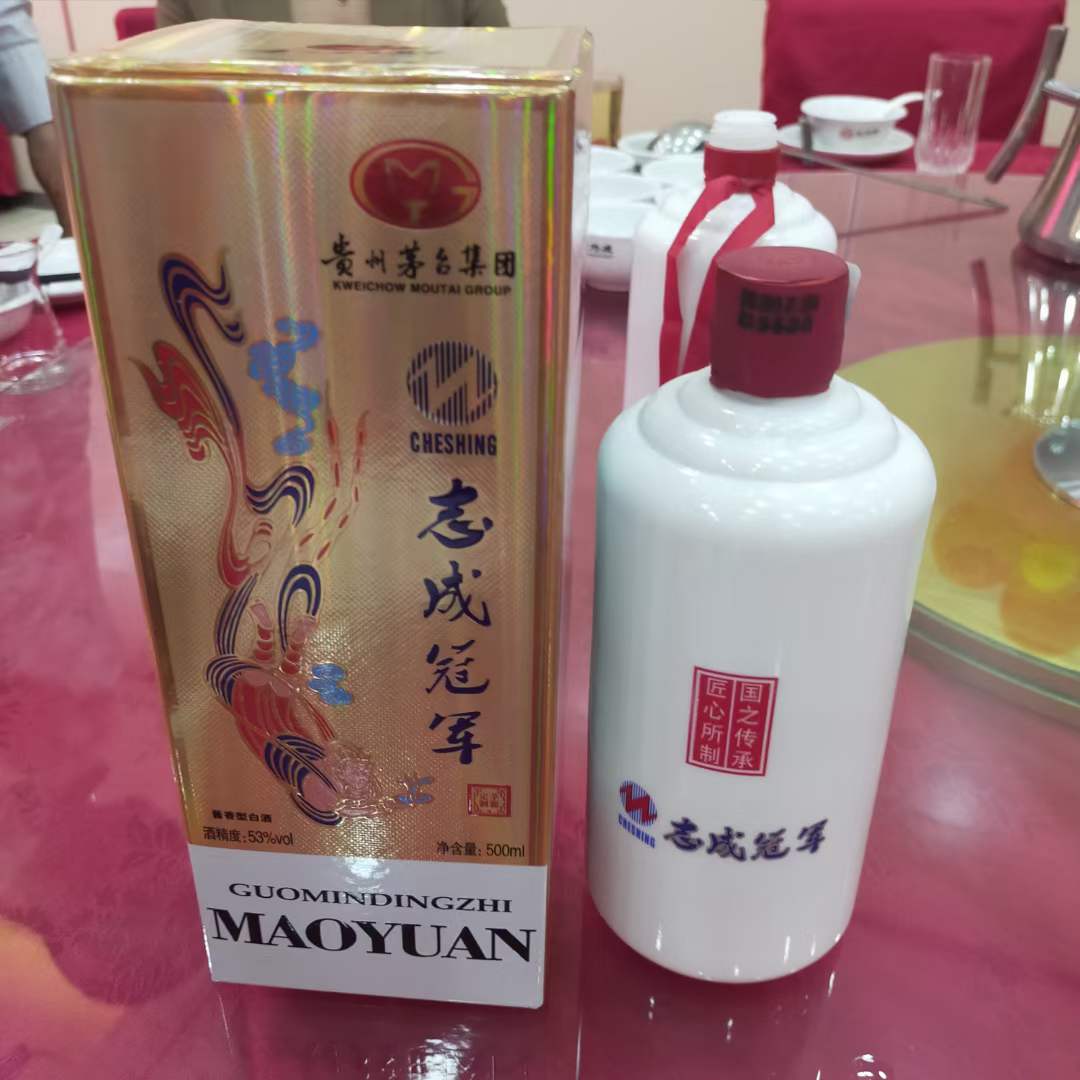 貴州茅台集団
KWEICHOW MOUTAI GROUP
CHESHING
志成冠军
酱香型白酒
酒精度:53%vol
净含量:500ml
GUOMINDINGZHI
MAOYUAN
国之传承
匠心所制
CHESHING
志成冠军